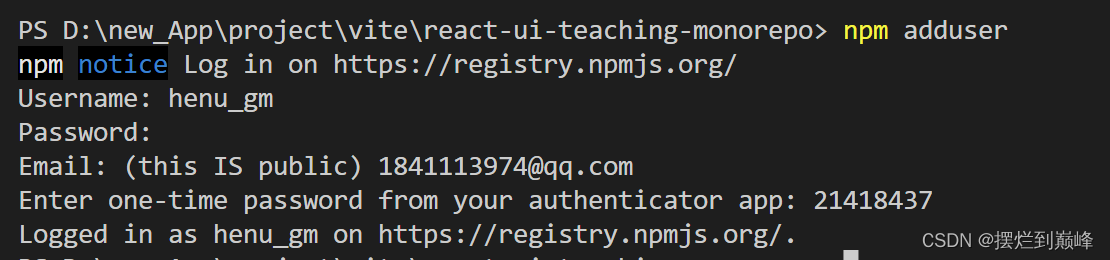 PS D:\new_App\project\vite\react-ui-teaching-monorepo> npm adduser
npm notice Log in on https://registry.npmjs.org/
Username: henu_gm
Password:
Email: (this IS public) 1841113974@qq.com
Enter one-time password from your authenticator app: 21418437
Logged in as henu_gm on https://registry.npmjs.org/.
CSDN @摆烂到巅峰